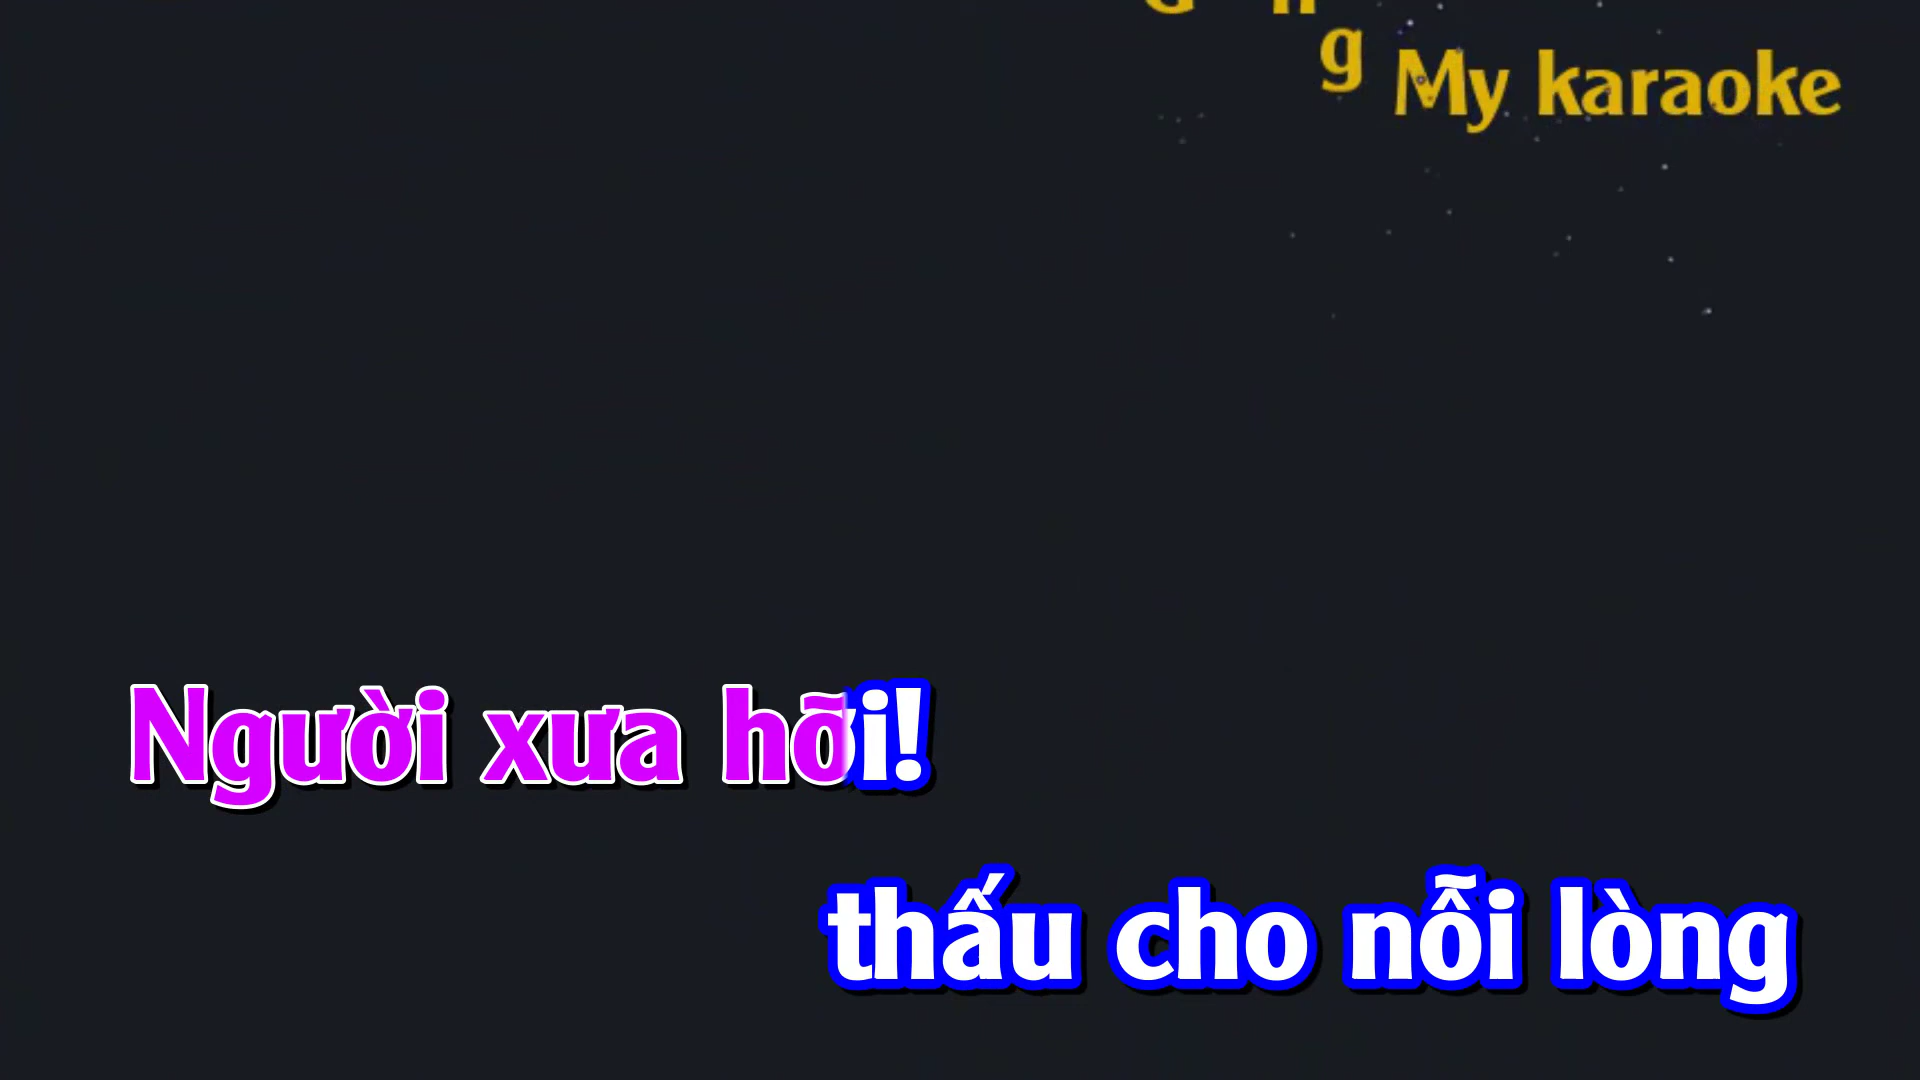 g My karaoke
Người xưa hỡi!
thấu cho nỗi lòng